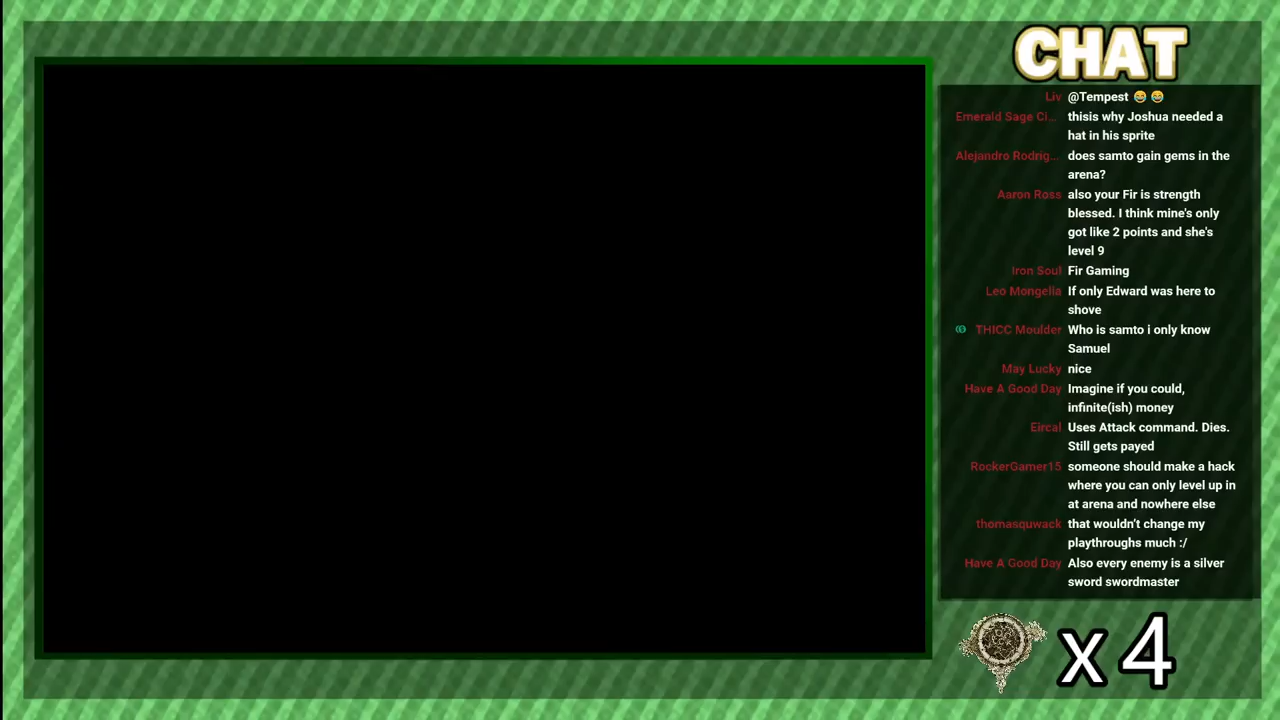 CHAT
Liv @Tempest 😂 😂
Emerald Sage Ci... thisis why Joshua needed a
hat in his sprite
Alejandro Rodrig... does samto gain gems in the
arena?
Aaron Ross also your Fir is strength
blessed. I think mine's only
got like 2 points and she's
level 9
Iron Soul Fir Gaming
Leo Mongelia If only Edward was here to
shove
THICC Moulder Who is samto i only know
Samuel
May Lucky nice
Have A Good Day Imagine if you could,
infinite(ish) money
Eircal Uses Attack command. Dies.
Still gets payed
RockerGamer15 someone should make a hack
where you can only level up in
at arena and nowhere else
thomasquwack that wouldn't change my
playthroughs much :/
Have A Good Day Also every enemy is a silver
sword swordmaster
x 4